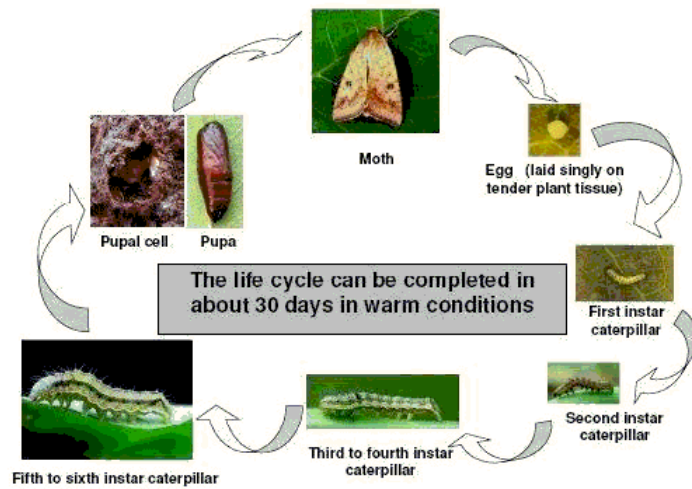 Moth
Egg (laid singly on
tender plant tissue)
Pupal cell
Pupa
The life cycle can be completed in
about 30 days in warm conditions
First instar
caterpillar
Second instar
caterpillar
Third to fourth instar
caterpillar
Fifth to sixth instar caterpillar